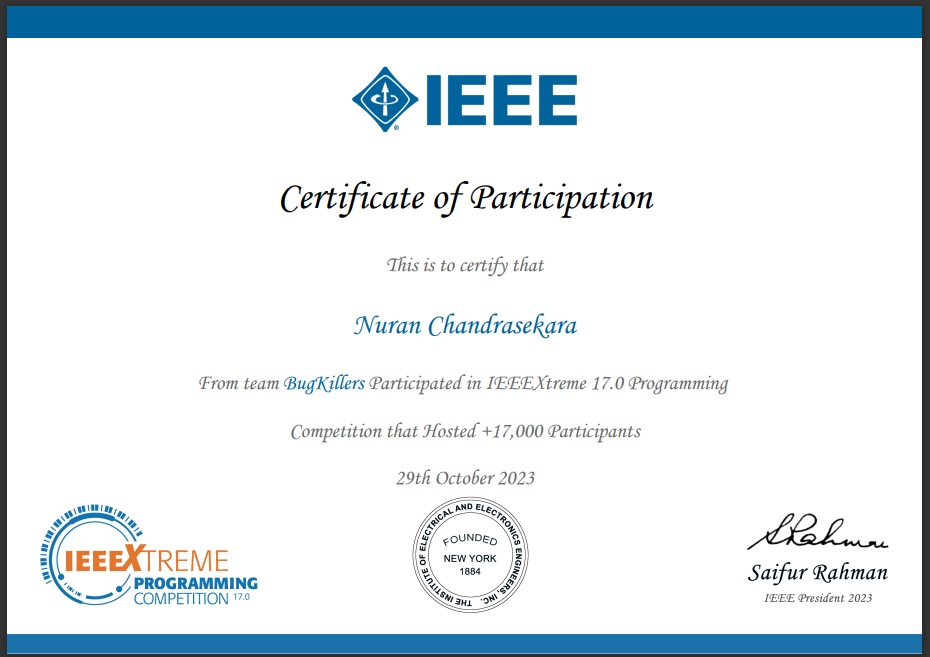 IEEE
Certificate of Participation
This is to certify that
Nuran Chandrasekara
From team BugKillers Participated in IEEEXtreme 17.0 Programming
Competition that Hosted +17,000 Participants
29th October 2023
IEEEXTREME
PROGRAMMING
COMPETITION 17.0
THE INSTITUTE OF ELECTRICAL AND ELECTRONICS ENGINEERS, INC.
FOUNDED
NEW YORK
1884
SRahman
Saifur Rahman
IEEE President 2023